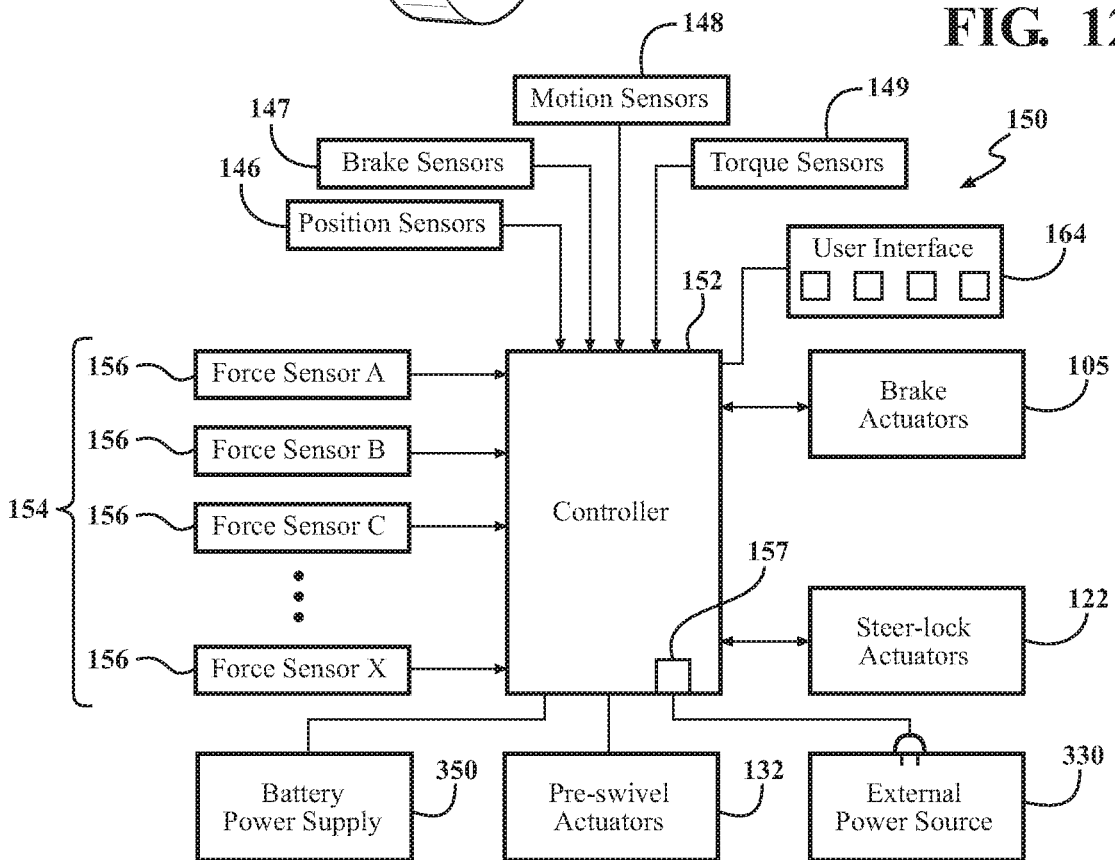 FIG. 12
148
Motion Sensors
149
147
Torque Sensors
150
Brake Sensors
146
Position Sensors
User Interface
164
152
156
Force Sensor A
105
Brake
Actuators
156
Force Sensor B
154
156
Force Sensor C
Controller
157
122
Steer-lock
Actuators
156
Force Sensor X
350
132
330
Battery
Power Supply
Pre-swivel
Actuators
External
Power Source